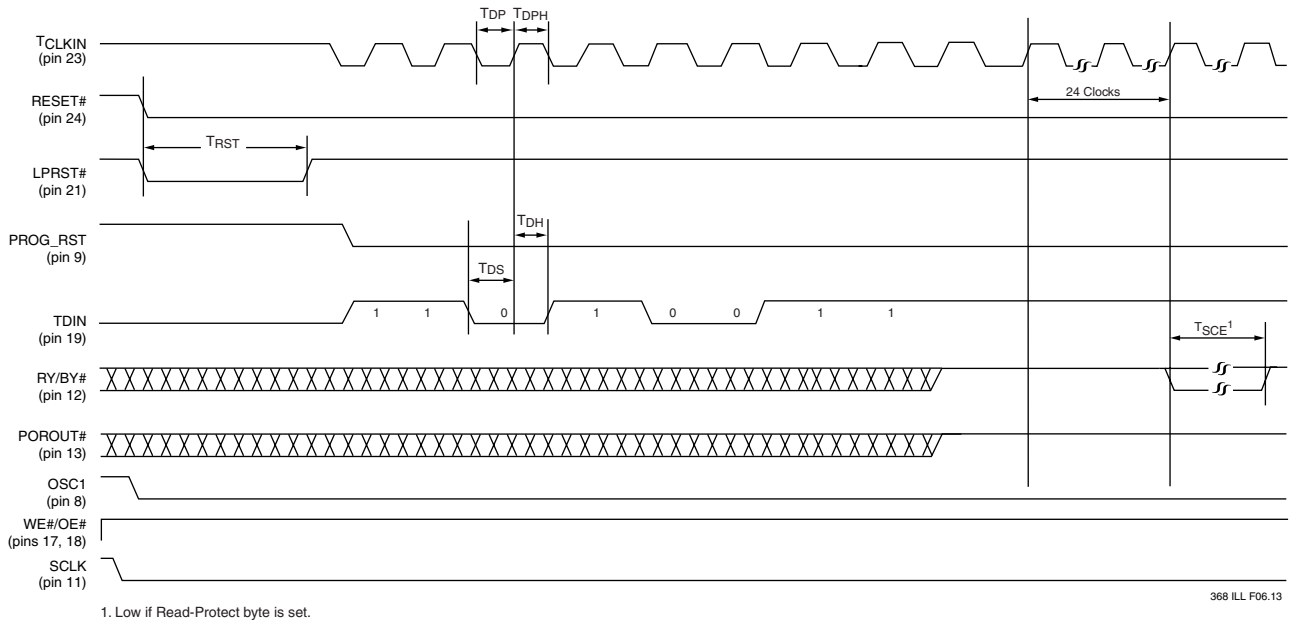 TDP TDPH
TCLKIN
(pin 23)
24 Clocks
RESET#
(pin 24)
TRST
LPRST#
(pin 21)
TDH
PROG_RST
(pin 9)
TDS
TDIN
(pin 19)
1 1 0 1 0 0 1 1
TSCE1
RY/BY#
(pin 12)
POROUT#
(pin 13)
OSC1
(pin 8)
WE#/OE#
(pins 17, 18)
SCLK
(pin 11)
368 ILL F06.13
1. Low if Read-Protect byte is set.